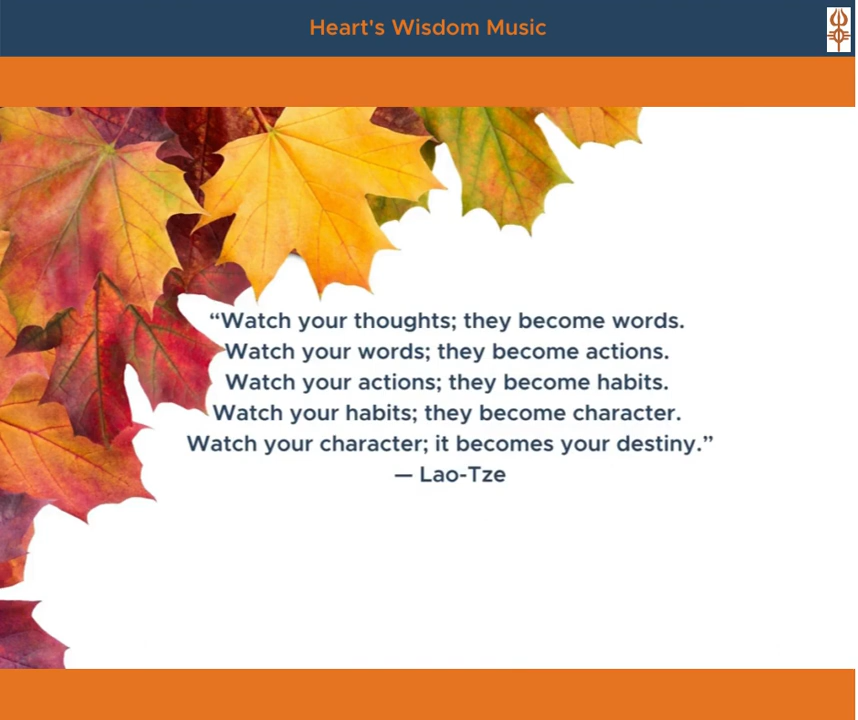 Heart's Wisdom Music
“Watch your thoughts; they become words.
Watch your words; they become actions.
Watch your actions; they become habits.
Watch your habits; they become character.
Watch your character; it becomes your destiny.”
— Lao-Tze